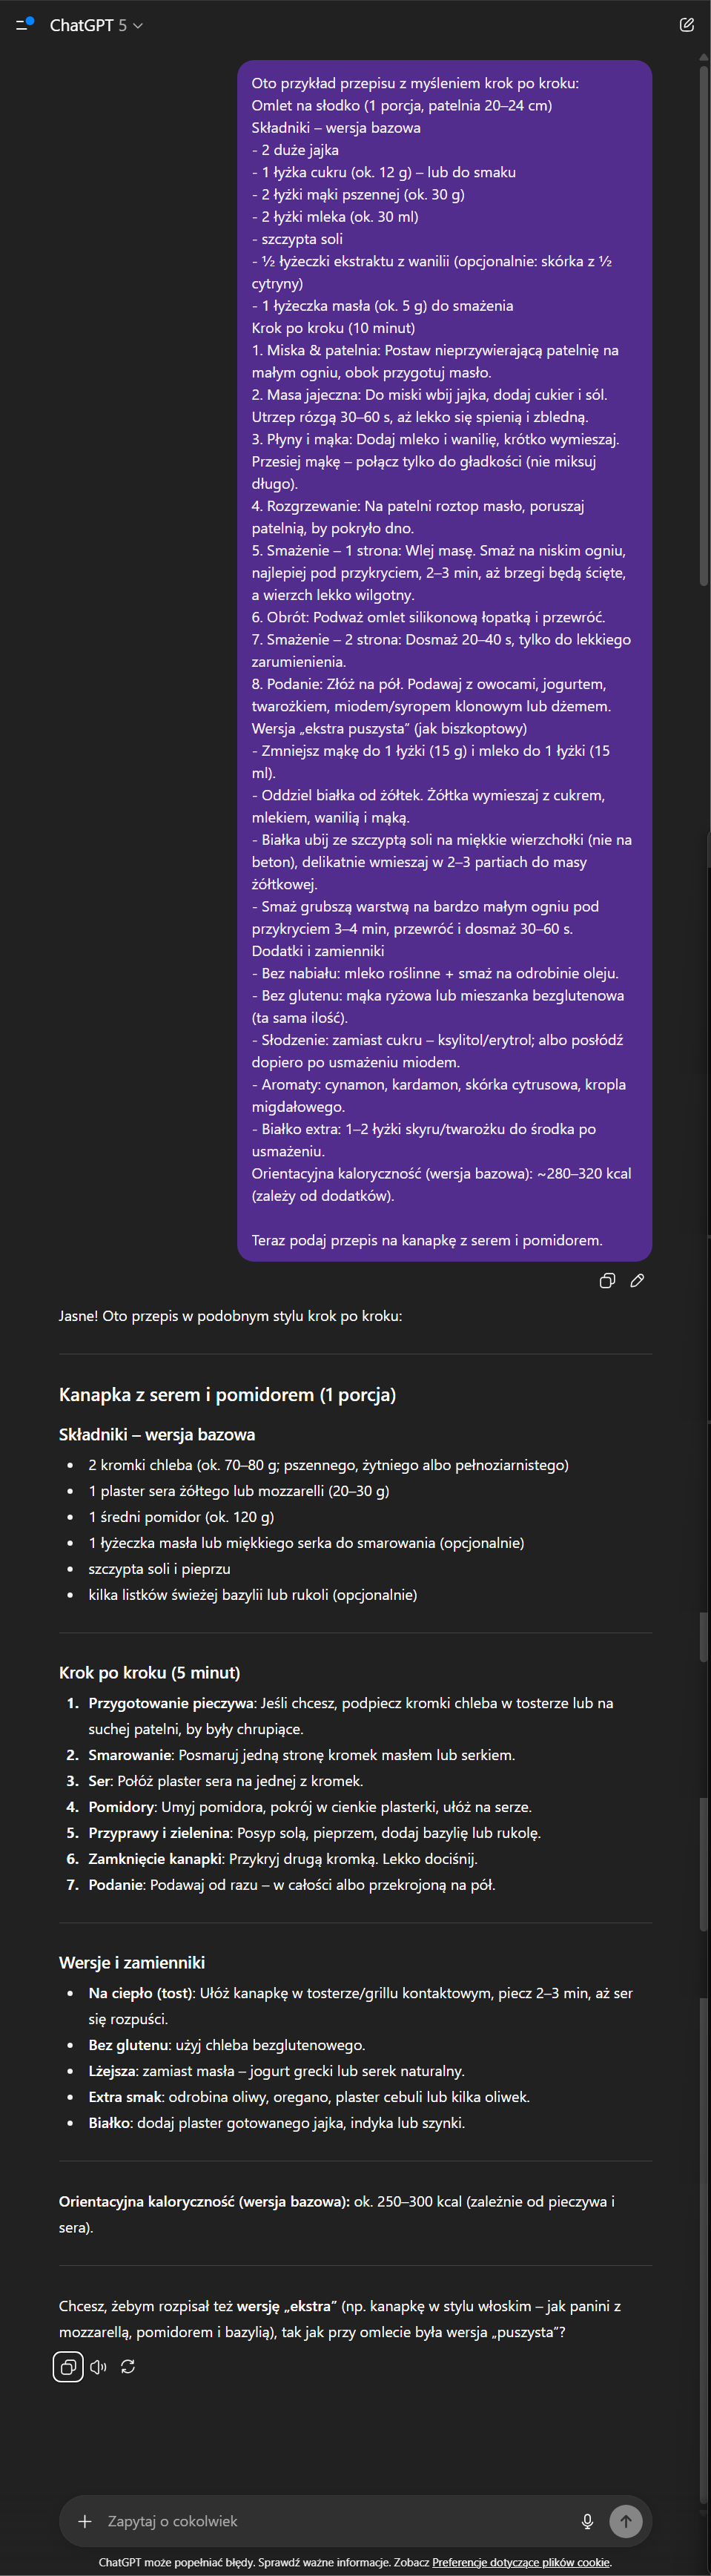 ChatGPT 5
Oto przykład przepisu z myśleniem krok po kroku:
Omlet na słodko (1 porcja, patelnia 20–24 cm)
Składniki – wersja bazowa
- 2 duże jajka
- 1 łyżka cukru (ok. 12 g) – lub do smaku
- 2 łyżki mąki pszennej (ok. 30 g)
- 2 łyżki mleka (ok. 30 ml)
- szczypta soli
- ½ łyżeczki ekstraktu z wanilii (opcjonalnie: skórka z ½
cytryny)
- 1 łyżeczka masła (ok. 5 g) do smażenia
Krok po kroku (10 minut)
1. Miska & patelnia: Postaw nieprzywierającą patelnię na
małym ogniu, obok przygotuj masło.
2. Masa jajeczna: Do miski wbij jajka, dodaj cukier i sól.
Utrzep rózgą 30–60 s, aż lekko się spienią i zbledną.
3. Płyny i mąka: Dodaj mleko i wanilię, krótko wymieszaj.
Przesiej mąkę – połącz tylko do gładkości (nie miksuj
długo).
4. Rozgrzewanie: Na patelni roztop masło, poruszaj
patelnią, by pokryło dno.
5. Smażenie – 1 strona: Wlej masę. Smaż na niskim ogniu,
najlepiej pod przykryciem, 2–3 min, aż brzegi będą ścięte,
a wierzch lekko wilgotny.
6. Obrót: Podważ omlet silikonową łopatką i przewróć.
7. Smażenie – 2 strona: Dosmaż 20–40 s, tylko do lekkiego
zarumienienia.
8. Podanie: Złóż na pół. Podawaj z owocami, jogurtem,
twarożkiem, miodem/syropem klonowym lub dżemem.
Wersja „ekstra puszysta” (jak biszkoptowy)
- Zmniejsz mąkę do 1 łyżki (15 g) i mleko do 1 łyżki (15
ml).
- Oddziel białka od żółtek. Żółtka wymieszaj z cukrem,
mlekiem, wanilią i mąką.
- Białka ubij ze szczyptą soli na miękkie wierzchołki (nie na
beton), delikatnie wmieszaj w 2–3 partiach do masy
żółtkowej.
- Smaż grubszą warstwą na bardzo małym ogniu pod
przykryciem 3–4 min, przewróć i dosmaż 30–60 s.
Dodatki i zamienniki
- Bez nabiału: mleko roślinne + smaż na odrobinie oleju.
- Bez glutenu: mąka ryżowa lub mieszanka bezglutenowa
(ta sama ilość).
- Słodzenie: zamiast cukru – ksylitol/erytrol; albo posłódź
dopiero po usmażeniu miodem.
- Aromaty: cynamon, kardamon, skórka cytrusowa, kropla
migdałowego.
- Białko extra: 1–2 łyżki skyru/twarożku do środka po
usmażeniu.
Orientacyjna kaloryczność (wersja bazowa): ~280–320 kcal
(zależy od dodatków).
Teraz podaj przepis na kanapkę z serem i pomidorem.
Jasne! Oto przepis w podobnym stylu krok po kroku:
Kanapka z serem i pomidorem (1 porcja)
Składniki – wersja bazowa
• 2 kromki chleba (ok. 70–80 g; pszennego, żytniego albo pełnoziarnistego)
• 1 plaster sera żółtego lub mozzarelli (20–30 g)
• 1 średni pomidor (ok. 120 g)
• 1 łyżeczka masła lub miękkiego serka do smarowania (opcjonalnie)
• szczypta soli i pieprzu
• kilka listków świeżej bazylii lub rukoli (opcjonalnie)
Krok po kroku (5 minut)
1. Przygotowanie pieczywa: Jeśli chcesz, podpiecz kromki chleba w tosterze lub na
suchej patelni, by były chrupiące.
2. Smarowanie: Posmaruj jedną stronę kromek masłem lub serkiem.
3. Ser: Połóż plaster sera na jednej z kromek.
4. Pomidory: Umyj pomidora, pokrój w cienkie plasterki, ułóż na serze.
5. Przyprawy i zielenina: Posyp solą, pieprzem, dodaj bazylię lub rukolę.
6. Zamknięcie kanapki: Przykryj drugą kromką. Lekko dociśnij.
7. Podanie: Podawaj od razu – w całości albo przekrojoną na pół.
Wersje i zamienniki
• Na ciepło (tost): Ułóż kanapkę w tosterze/grillu kontaktowym, piecz 2–3 min, aż ser
się rozpuści.
• Bez glutenu: użyj chleba bezglutenowego.
• Lżejsza: zamiast masła – jogurt grecki lub serek naturalny.
• Extra smak: odrobina oliwy, oregano, plaster cebuli lub kilka oliwek.
• Białko: dodaj plaster gotowanego jajka, indyka lub szynki.
Orientacyjna kaloryczność (wersja bazowa): ok. 250–300 kcal (zależnie od pieczywa i
sera).
Chcesz, żebym rozpisał też wersję „ekstra” (np. kanapkę w stylu włoskim – jak panini z
mozzarellą, pomidorem i bazylią), tak jak przy omlecie była wersja „puszysta”?
Zapytaj o cokolwiek
ChatGPT może popełniać błędy. Sprawdź ważne informacje. Zobacz Preferencje dotyczące plików cookie.